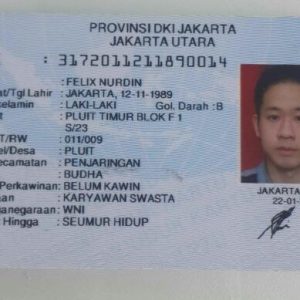 PROVINSI DKI JAKARTA
JAKARTA UTARA
: 3172011211890014
: FELIX NURDIN
at/Tgl Lahir : JAKARTA, 12-11-1989
elamin : LAKI-LAKI Gol. Darah :B
: PLUIT TIMUR BLOK F 1
S/23
T/RW : 011/009
el/Desa : PLUIT
ecamatan : PENJARINGAN
: BUDHA
Perkawinan: BELUM KAWIN
aan : KARYAWAN SWASTA
ganegaraan: WNI
Hingga : SEUMUR HIDUP
JAKARTA
22-01-